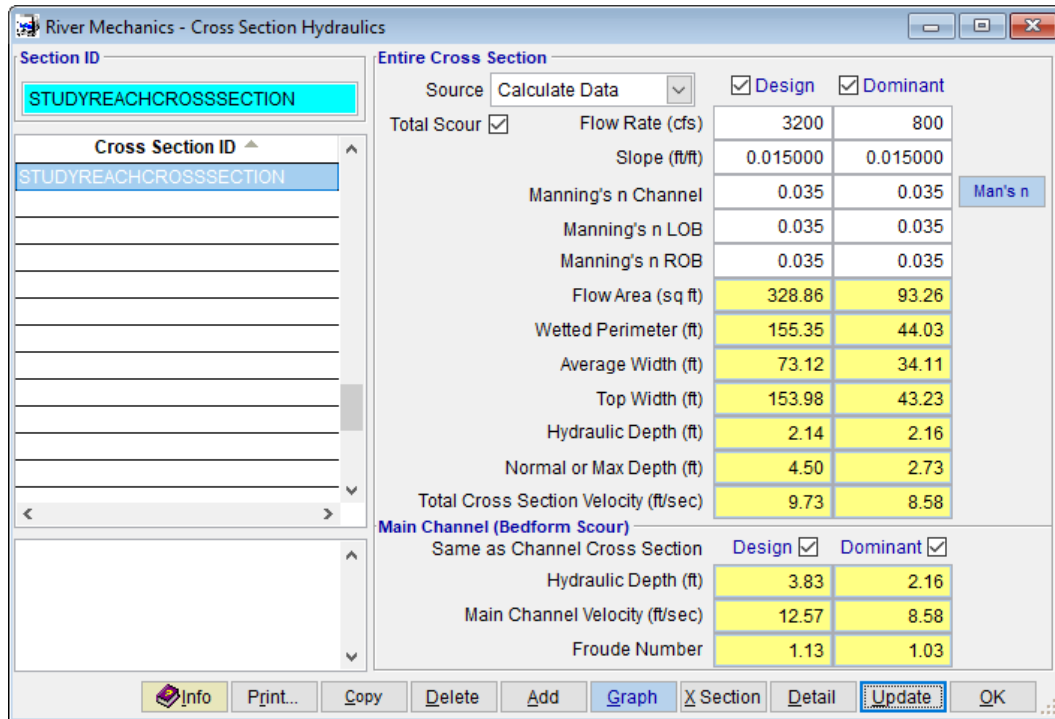 River Mechanics - Cross Section Hydraulics
Section ID
STUDYREACHCROSSSECTION
Cross Section ID
STUDYREACHCROSSSECTION
Entire Cross Section
Source Calculate Data Design Dominant
Total Scour Flow Rate (cfs) 3200 800
Slope (ft/ft) 0.015000 0.015000
Manning's n Channel 0.035 0.035 Man's n
Manning's n LOB 0.035 0.035
Manning's n ROB 0.035 0.035
Flow Area (sq ft) 328.86 93.26
Wetted Perimeter (ft) 155.35 44.03
Average Width (ft) 73.12 34.11
Top Width (ft) 153.98 43.23
Hydraulic Depth (ft) 2.14 2.16
Normal or Max Depth (ft) 4.50 2.73
Total Cross Section Velocity (ft/sec) 9.73 8.58
Main Channel (Bedform Scour)
Same as Channel Cross Section Design Dominant
Hydraulic Depth (ft) 3.83 2.16
Main Channel Velocity (ft/sec) 12.57 8.58
Froude Number 1.13 1.03
Info Print... Copy Delete Add Graph X Section Detail Update OK